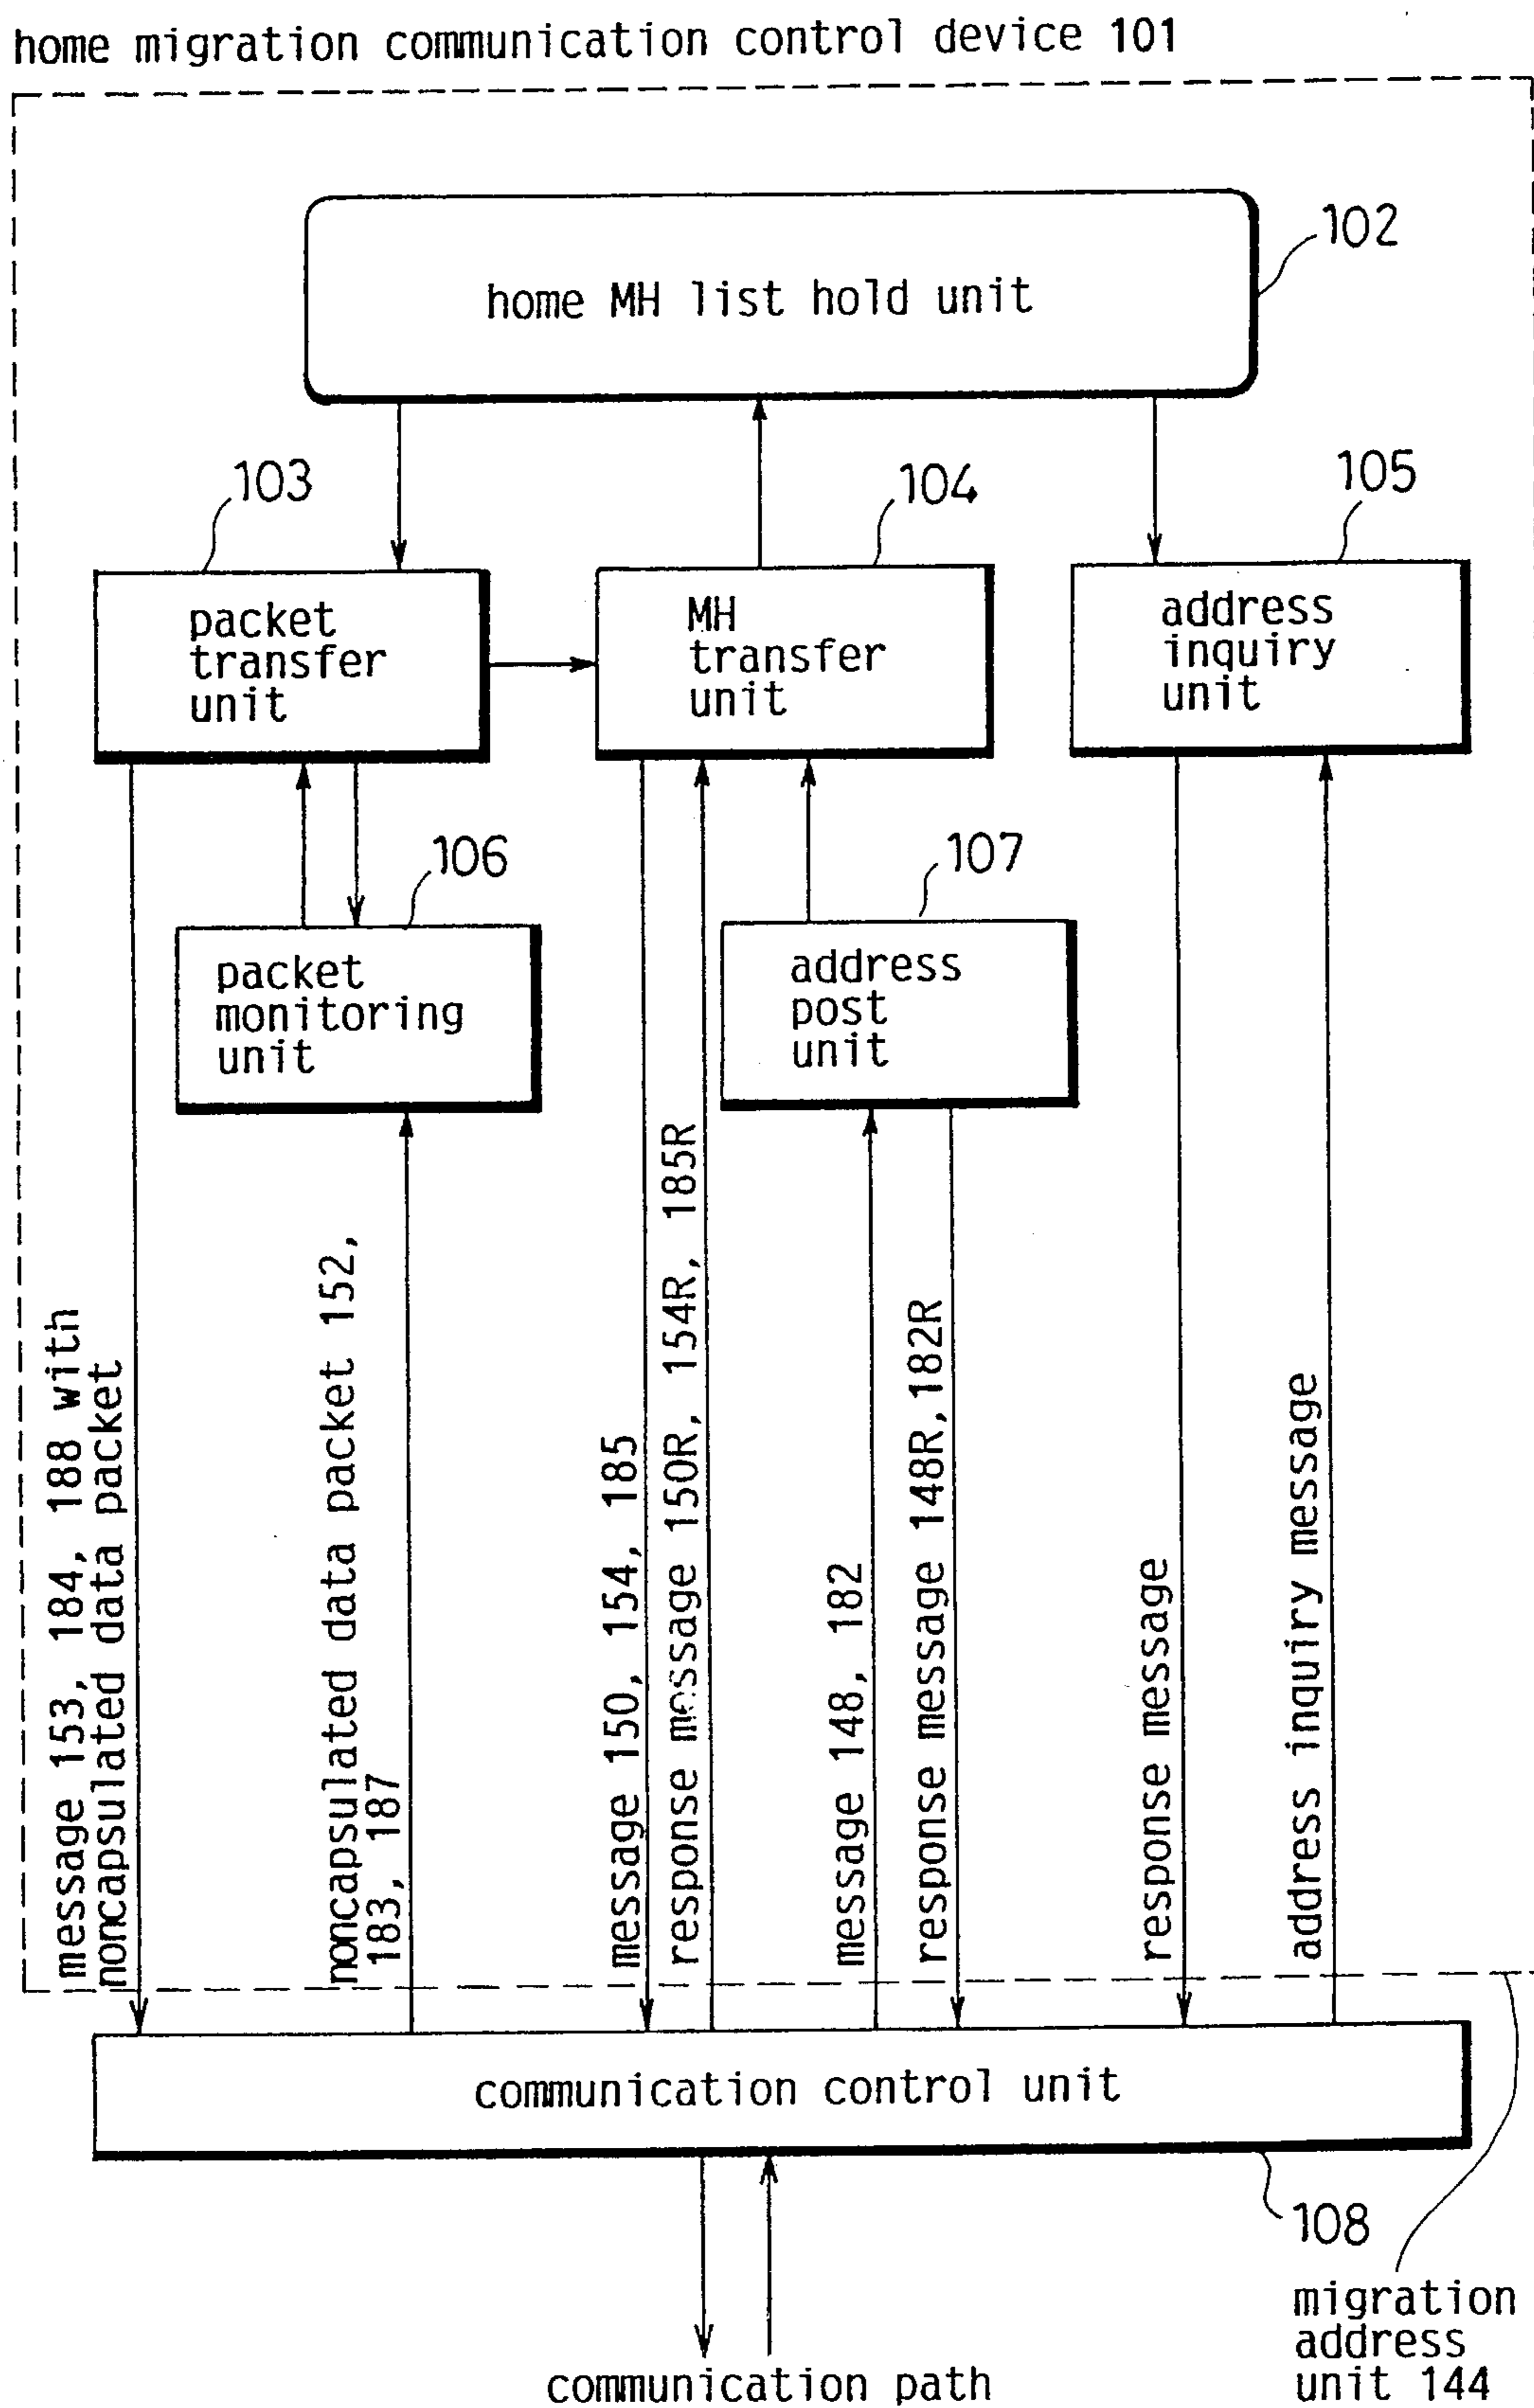 home migration communication control device 101
102
home MH list hold unit
103
104
105
packet
transfer
unit
MH
transfer
unit
address
inquiry
unit
106
107
packet
monitoring
unit
address
post
unit
message 153, 184, 188 with
noncapsulated data packet
noncapsulated data packet 152,
183, 187
message 150, 154, 185
response message 150R, 154R, 185R
message 148, 182
response message 148R,182R
response message
address inquiry message
communication control unit
108
migration
address
unit 144
communication path